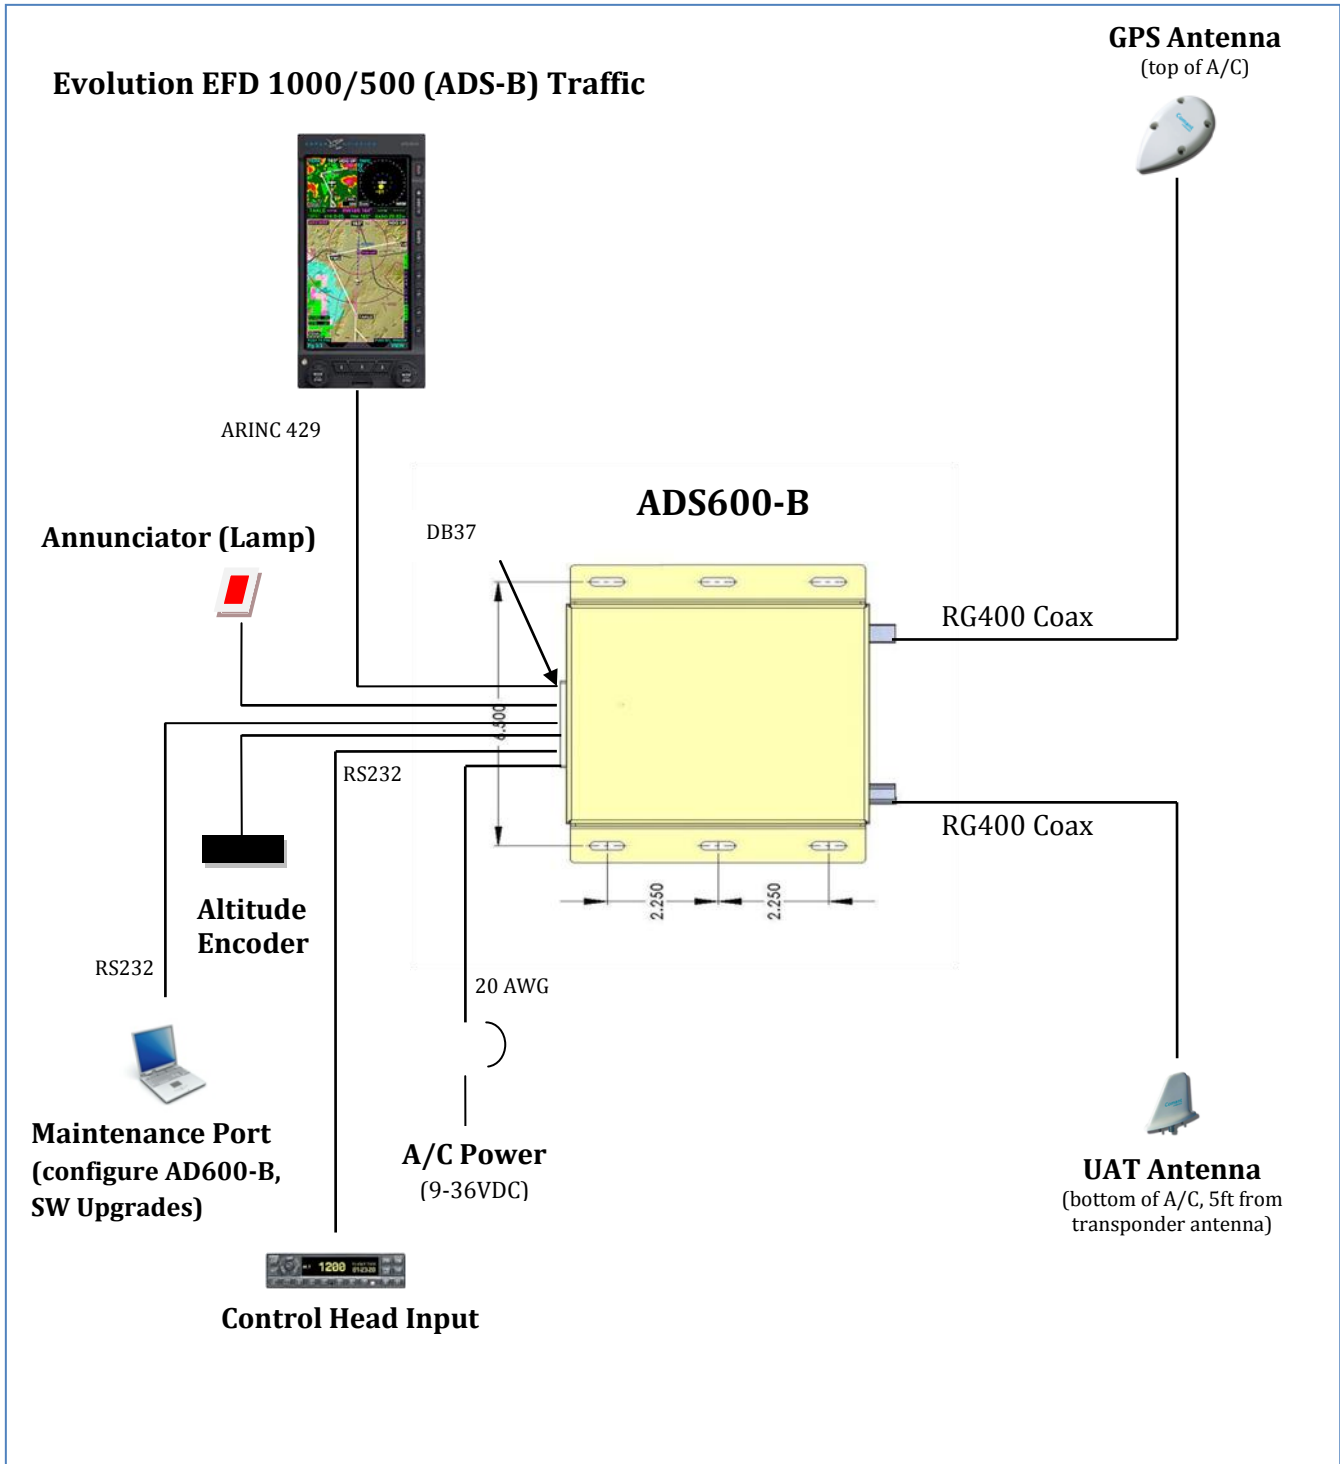 GPS Antenna
(top of A/C)
Evolution EFD 1000/500 (ADS-B) Traffic
ARINC 429
ADS600-B
DB37
Annunciator (Lamp)
RG400 Coax
6.500
RS232
RG400 Coax
2.250
2.250
Altitude
Encoder
RS232
20 AWG
Maintenance Port
(configure AD600-B,
SW Upgrades)
A/C Power
(9-36VDC)
UAT Antenna
(bottom of A/C, 5ft from
transponder antenna)
1200
Control Head Input